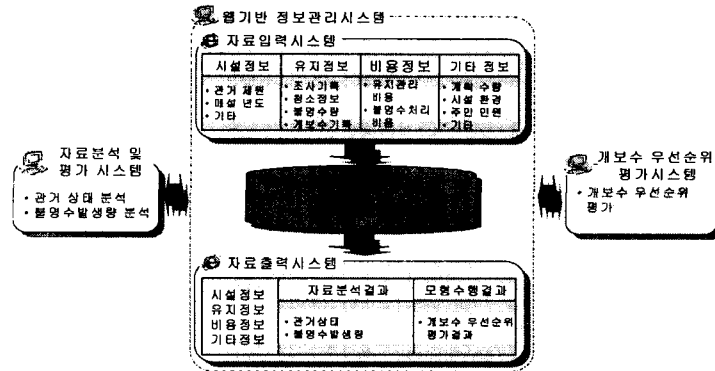 웹기반 정보관리시스템
자료입력시스템
시설정보 유지정보 비용정보 기타 정보
• 관거 제원 • 조사기록 • 유지관리 • 계획 수량
• 매설 년도 • 청소정보 비용 • 시설 환경
• 기타 • 불명수량 • 불명수처리 • 주민 민원
• 개보수기록 비용 • 기타
자료분석 및
평가 시스템
• 관거 상태 분석
• 불명수발생량 분석
개보수 우선순위
평가시스템
• 개보수 우선순위
평가
자료출력시스템
시설정보 자료분석결과 모형수행결과
유지정보
비용정보 • 관거상태 • 개보수 우선순위
기타정보 • 불명수발생량 평가결과